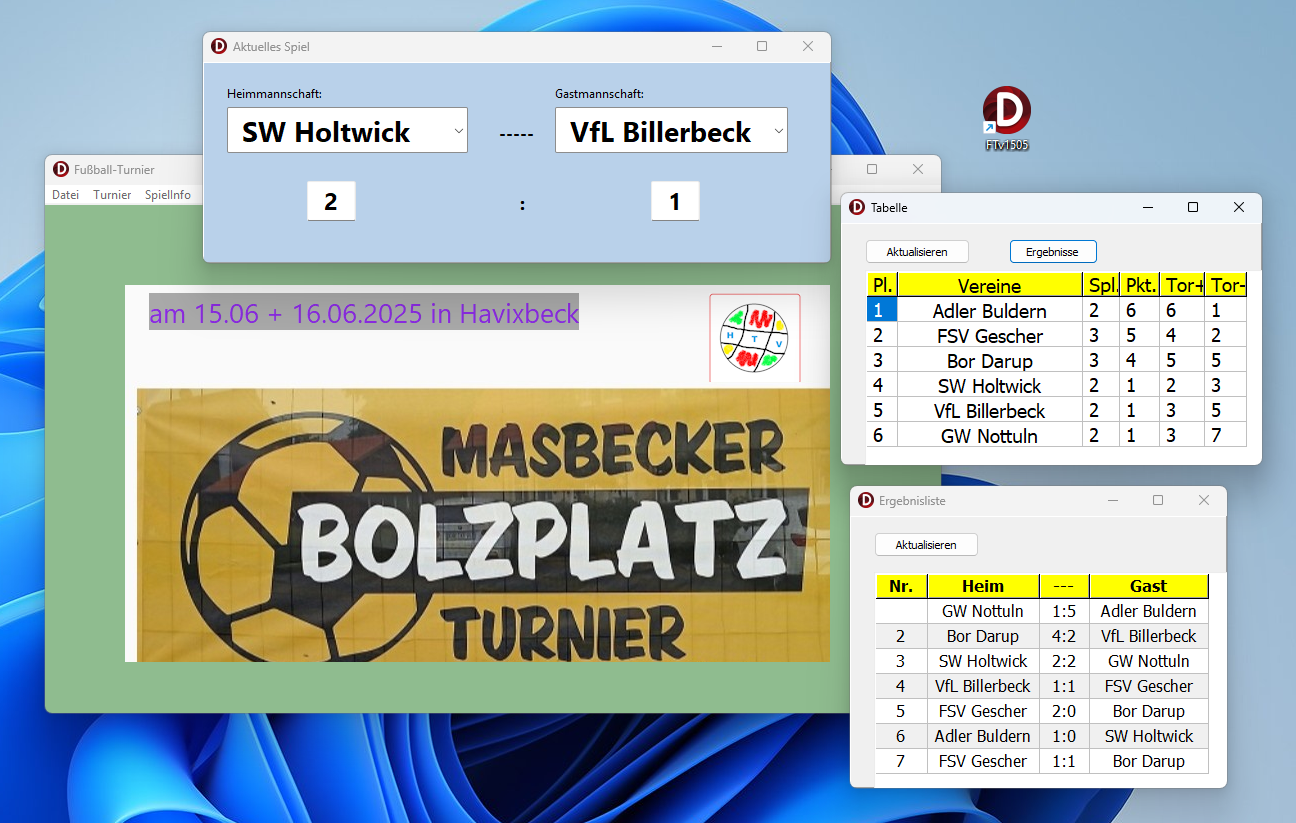 Aktuelles Spiel
Heimmannschaft:
Gastmannschaft:
SW Holtwick ----- VfL Billerbeck
2 : 1
FTv1505
Fußball-Turnier
Datei Turnier SpielInfo
am 15.06 + 16.06.2025 in Havixbeck
H T V
MASBECKER
BOLZPLATZ
TURNIER
Tabelle
Aktualisieren Ergebnisse
Pl. Vereine Spl. Pkt. Tor+ Tor-
1 Adler Buldern 2 6 6 1
2 FSV Gescher 3 5 4 2
3 Bor Darup 3 4 5 5
4 SW Holtwick 2 1 2 3
5 VfL Billerbeck 2 1 3 5
6 GW Nottuln 2 1 3 7
Ergebnisliste
Aktualisieren
Nr. Heim --- Gast
GW Nottuln 1:5 Adler Buldern
2 Bor Darup 4:2 VfL Billerbeck
3 SW Holtwick 2:2 GW Nottuln
4 VfL Billerbeck 1:1 FSV Gescher
5 FSV Gescher 2:0 Bor Darup
6 Adler Buldern 1:0 SW Holtwick
7 FSV Gescher 1:1 Bor Darup